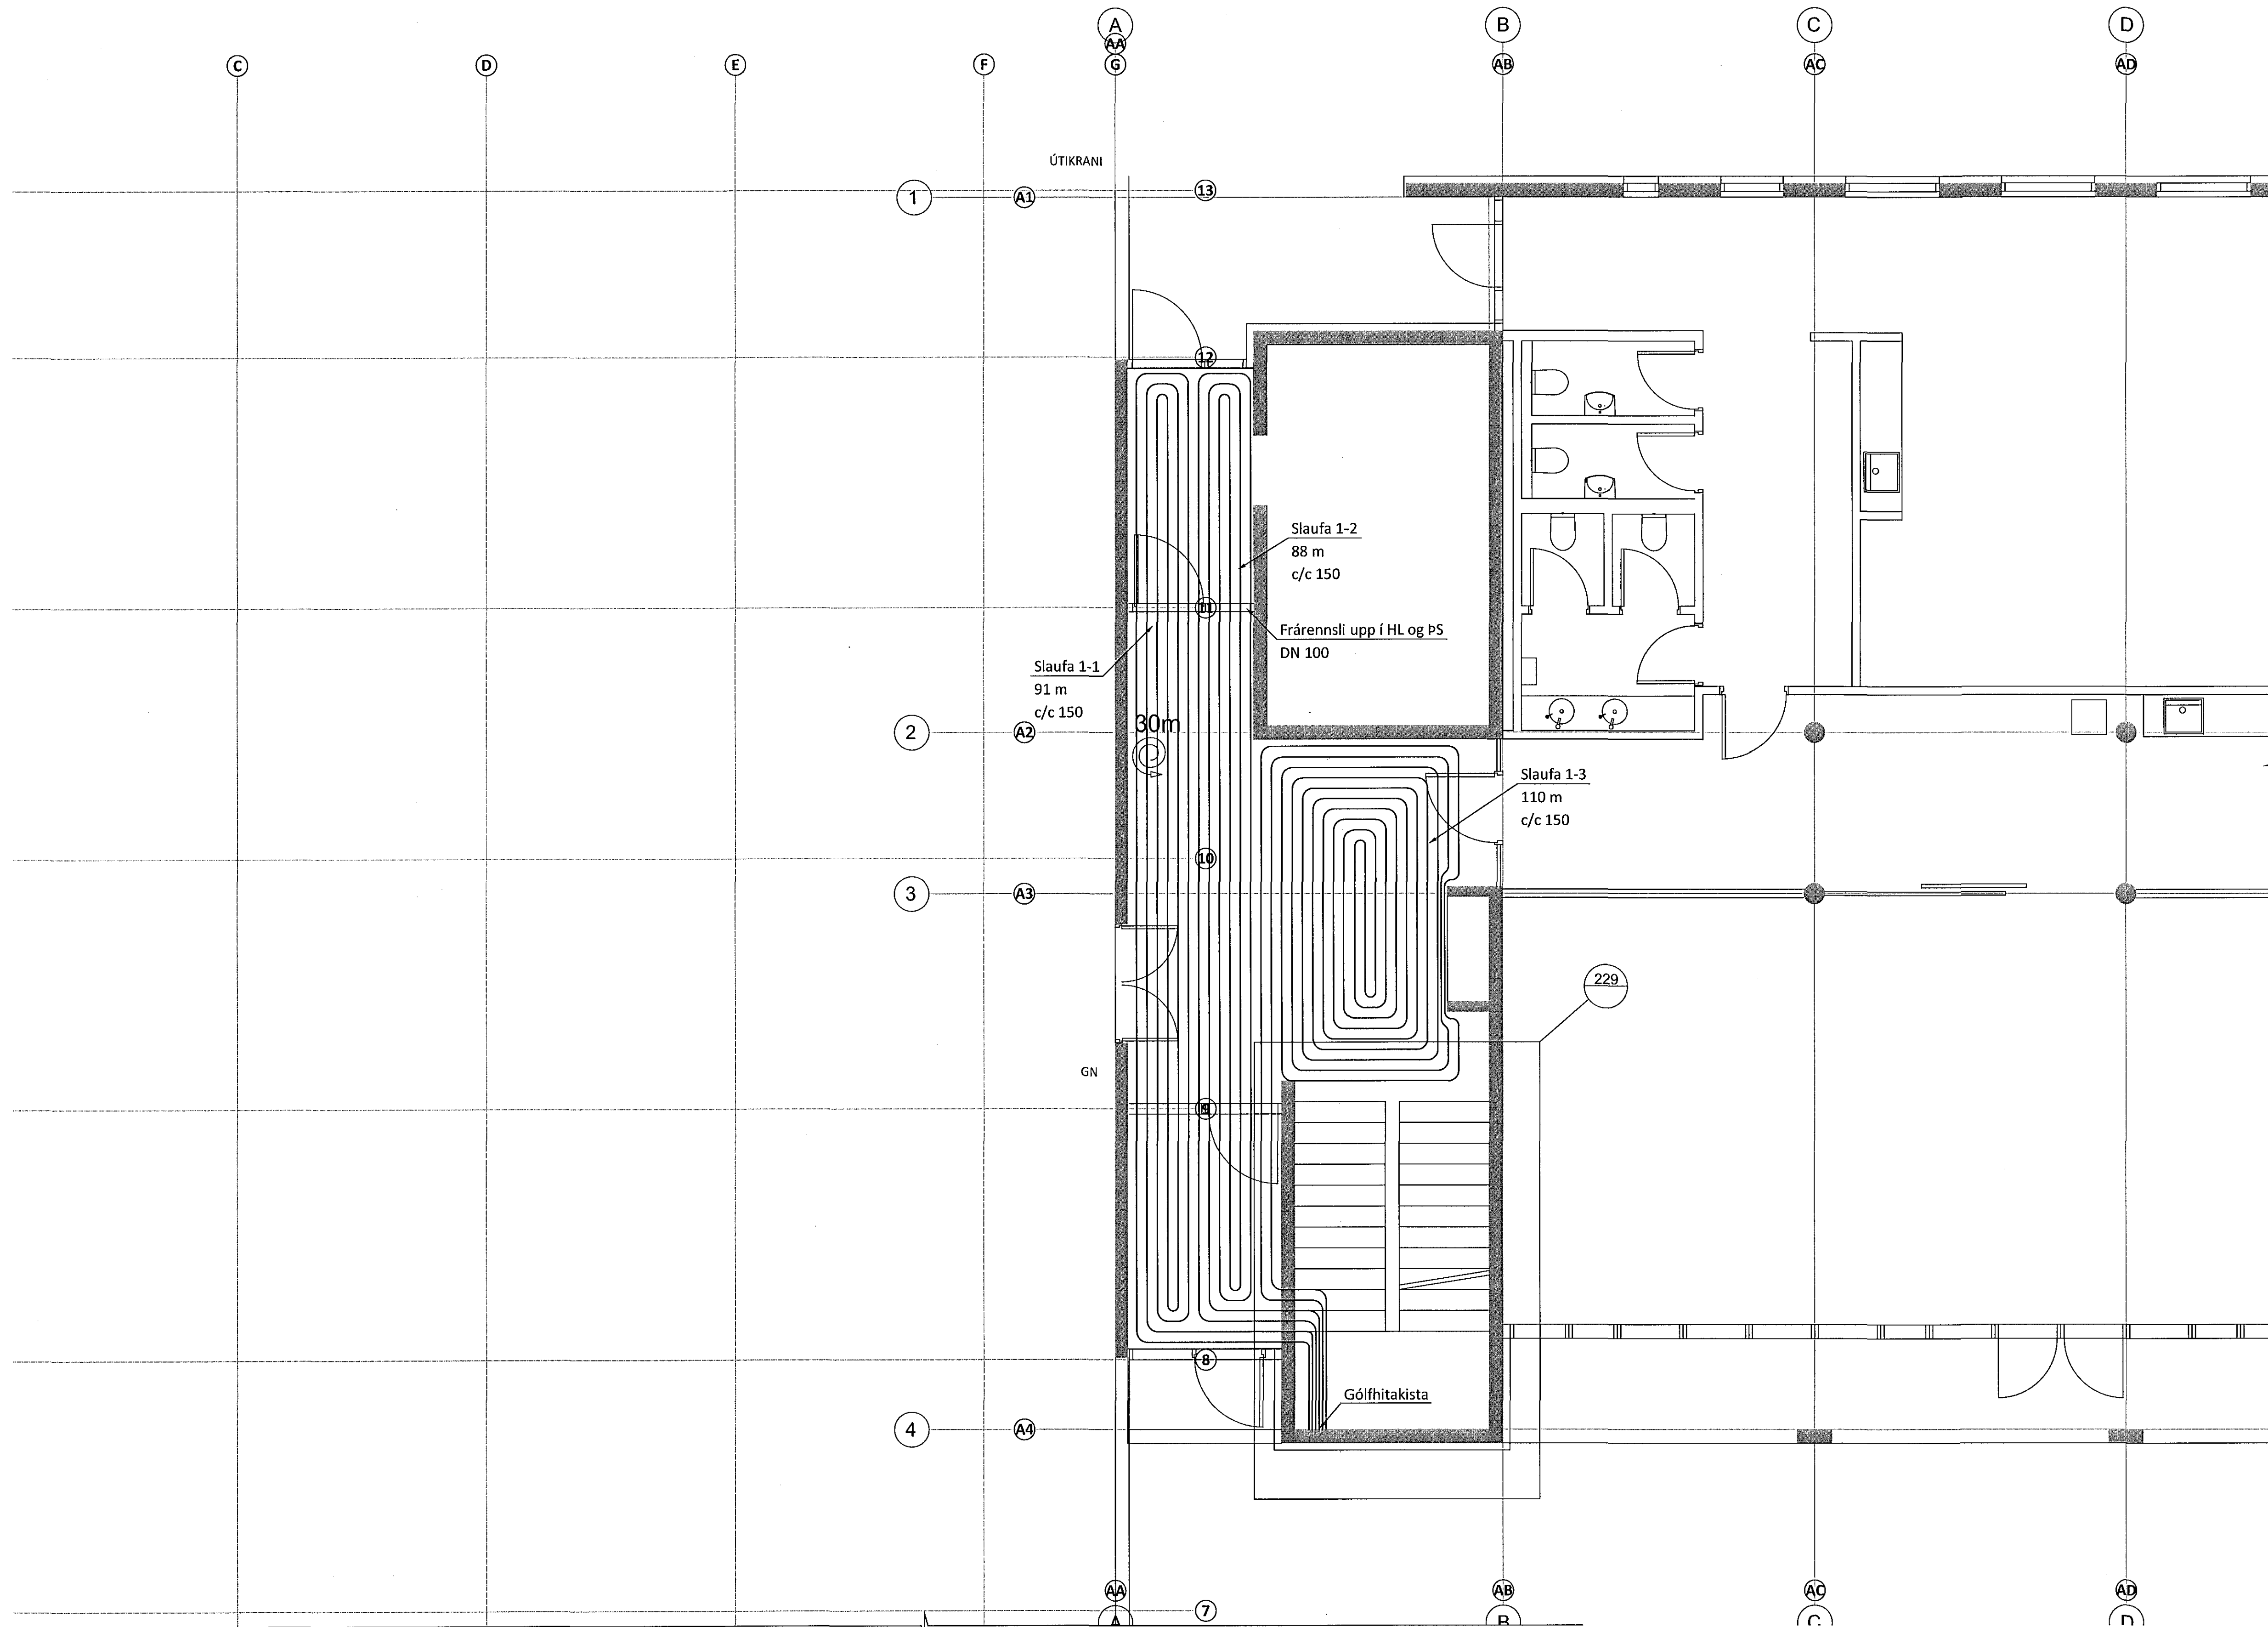 A
B
C
D
AA
C
D
E
F
G
AB
AC
AD
ÚTIKRANI
13
1
A1
12
Slaufa 1-2
88 m
c/c 150
11
Frárennsli upp í HL og ÞS
DN 100
Slaufa 1-1
91 m
c/c 150
30m
2
A2
Slaufa 1-3
110 m
c/c 150
10
3
A3
229
GN
9
8
Gólfhitakista
4
A4
AA
AB
AC
AD
7
A
B
C
D